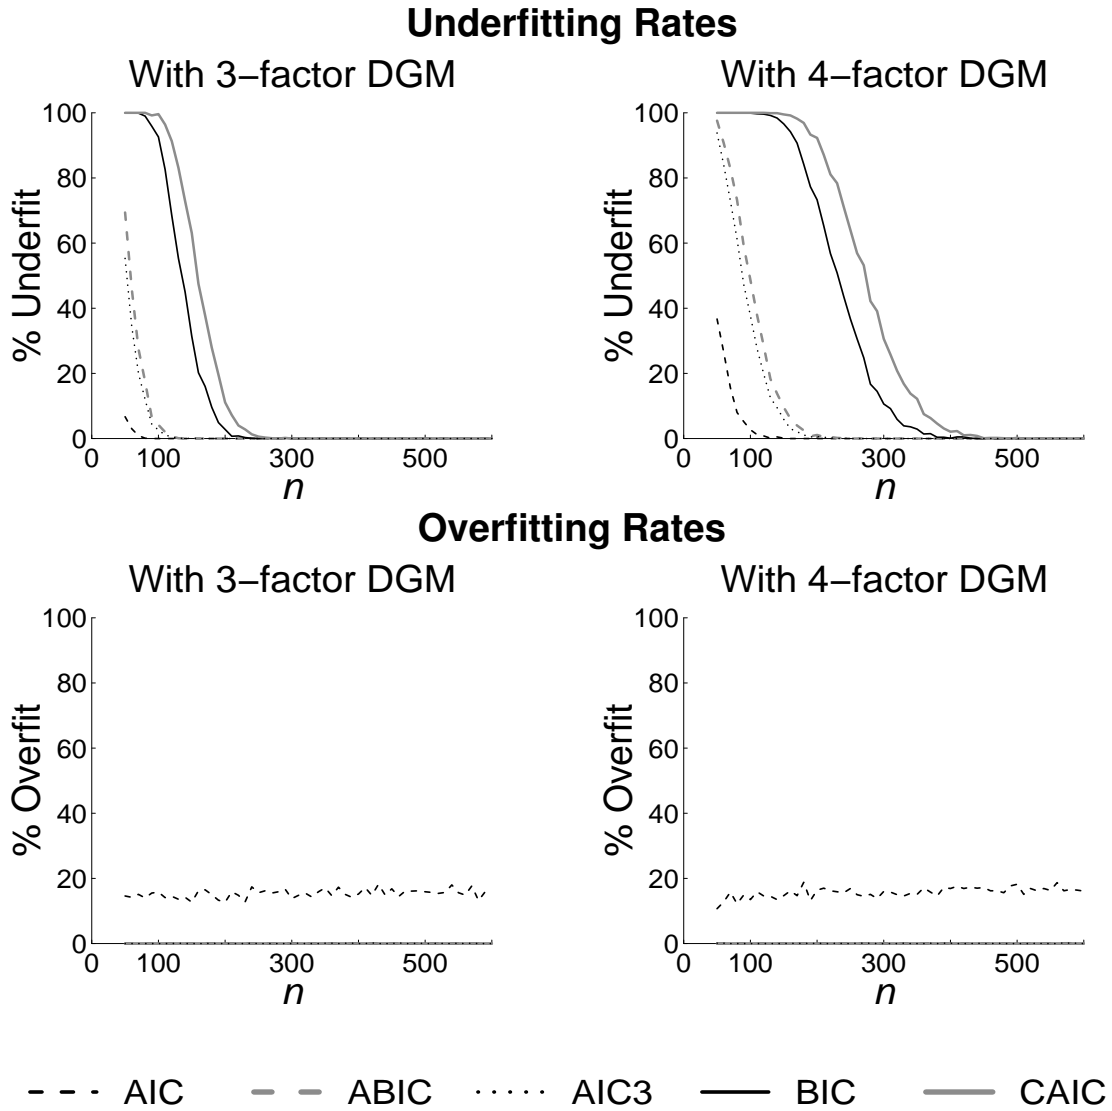 Underfitting Rates
With 3−factor DGM
With 4−factor DGM
% Underfit
100
80
60
40
20
0
0 100 300 500
n
% Underfit
100
80
60
40
20
0
0 100 300 500
n
Overfitting Rates
With 3−factor DGM
With 4−factor DGM
% Overfit
100
80
60
40
20
0
0 100 300 500
n
% Overfit
100
80
60
40
20
0
0 100 300 500
n
AIC ABIC AIC3 BIC CAIC